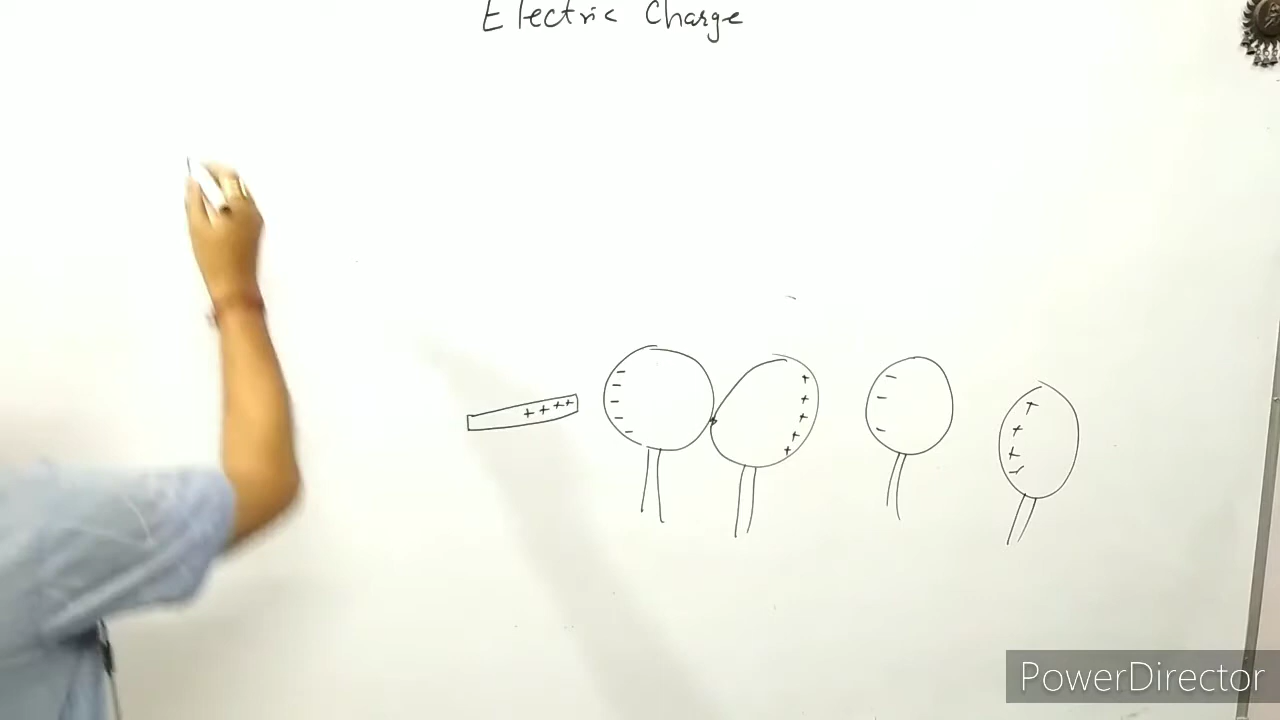 Electric Charge
+ + + +
- - - - -
+ + + + +
- - -
+ + + -
PowerDirector